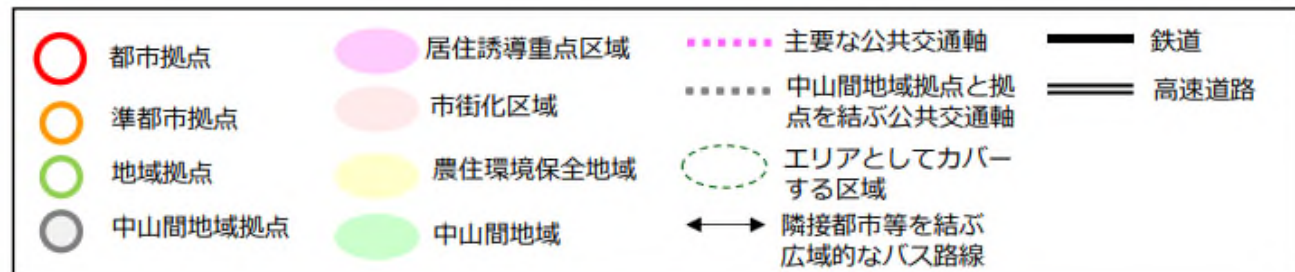 都市拠点
準都市拠点
地域拠点
中山間地域拠点
居住誘導重点区域
市街化区域
農住環境保全地域
中山間地域
主要な公共交通軸
中山間地域拠点と拠
点を結ぶ公共交通軸
エリアとしてカバー
する区域
隣接都市等を結ぶ
広域的なバス路線
鉄道
高速道路